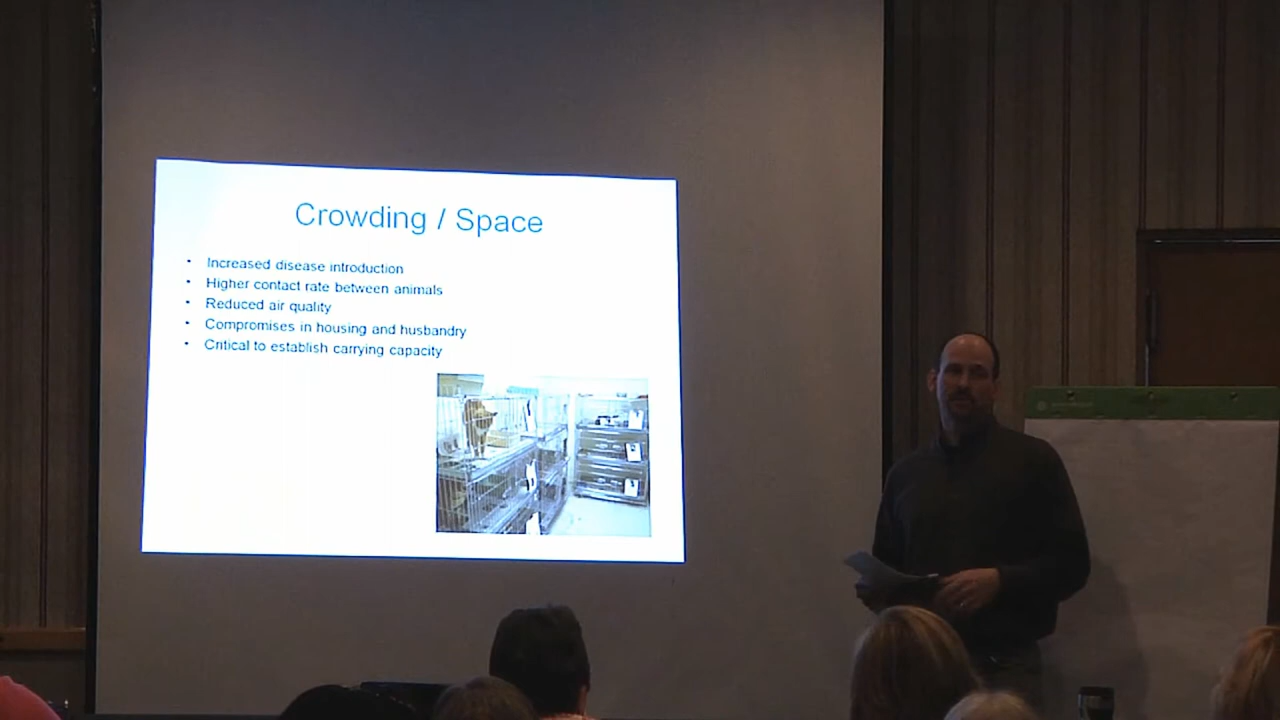 Crowding / Space
• Increased disease introduction
• Higher contact rate between animals
• Reduced air quality
• Compromises in housing and husbandry
• Critical to establish carrying capacity